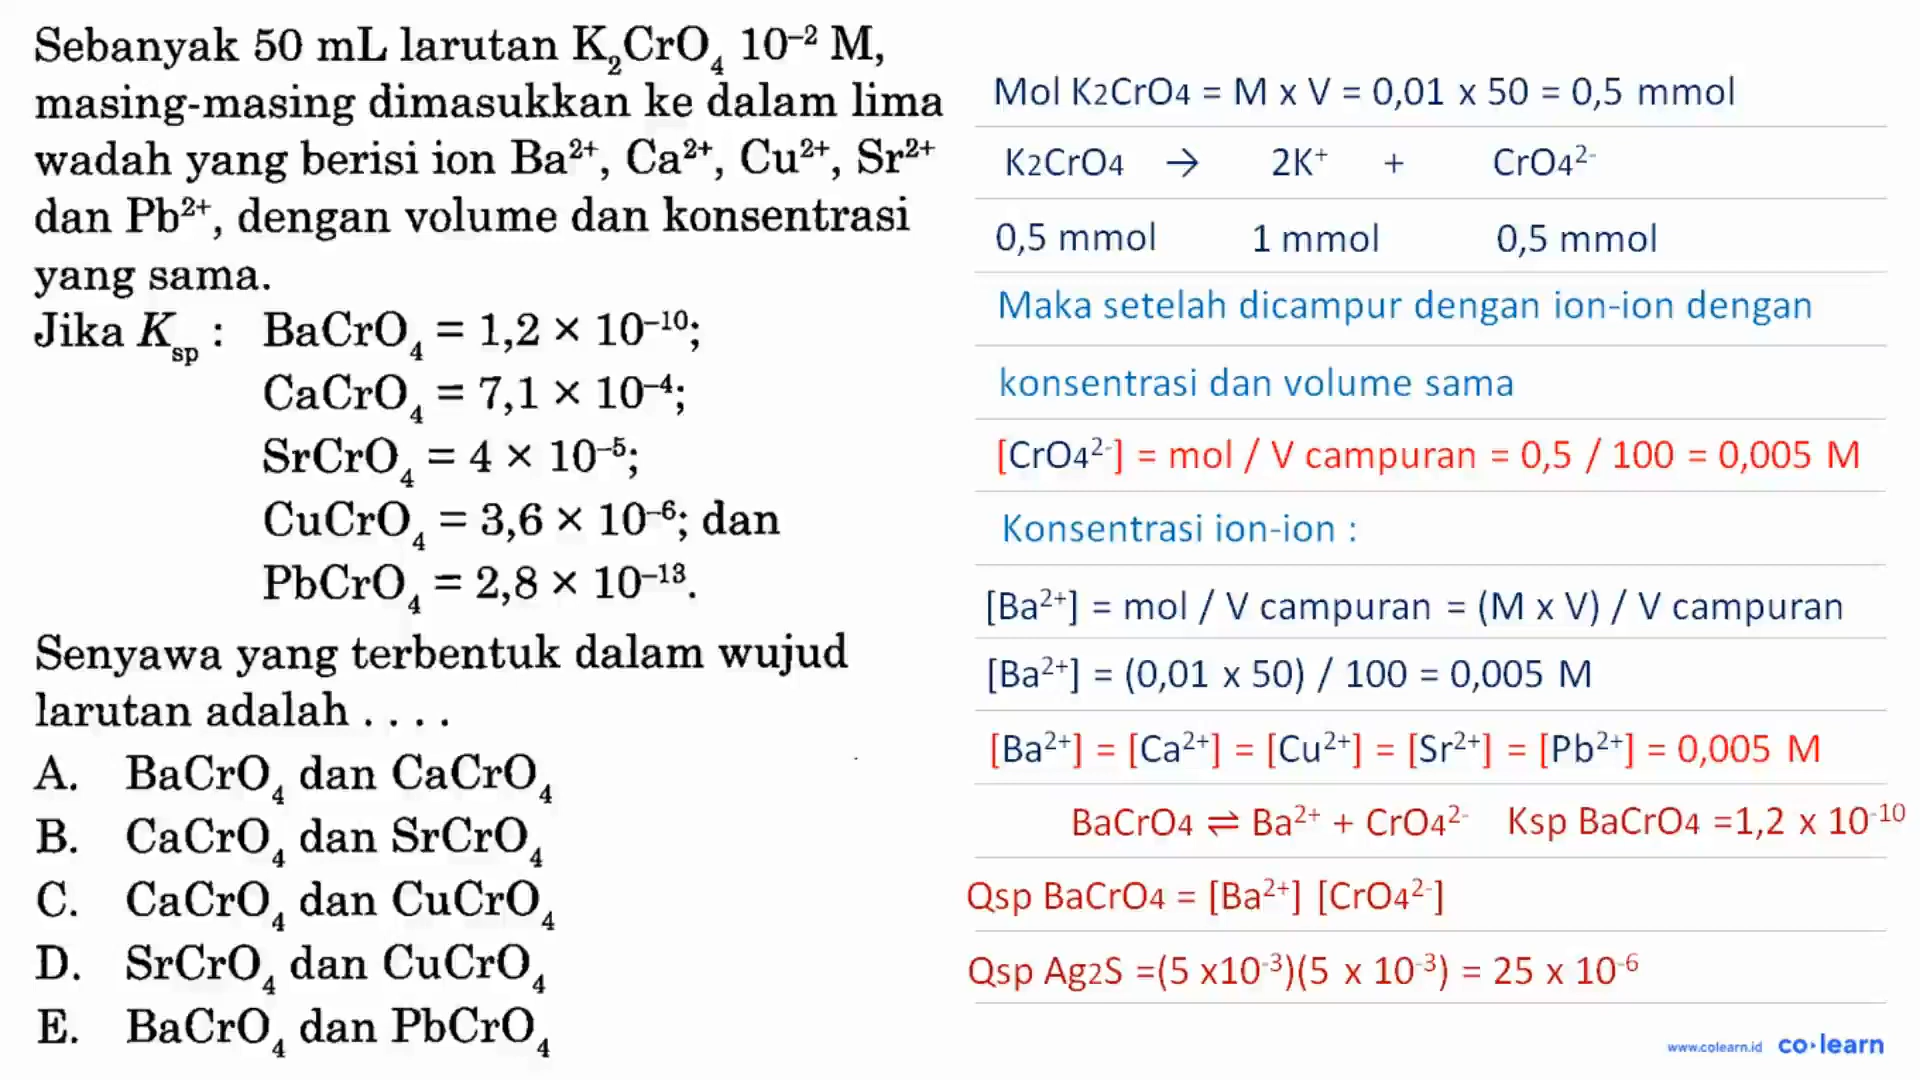 Sebanyak 50 mL larutan K₂CrO₄ 10⁻² M,
masing-masing dimasukkan ke dalam lima
wadah yang berisi ion Ba²⁺, Ca²⁺, Cu²⁺, Sr²⁺
dan Pb²⁺, dengan volume dan konsentrasi
yang sama.
Jika Kₛₚ : BaCrO₄ = 1,2 × 10⁻¹⁰;
CaCrO₄ = 7,1 × 10⁻⁴;
SrCrO₄ = 4 × 10⁻⁵;
CuCrO₄ = 3,6 × 10⁻⁶; dan
PbCrO₄ = 2,8 × 10⁻¹³.
Senyawa yang terbentuk dalam wujud
larutan adalah . . . .
A. BaCrO₄ dan CaCrO₄
B. CaCrO₄ dan SrCrO₄
C. CaCrO₄ dan CuCrO₄
D. SrCrO₄ dan CuCrO₄
E. BaCrO₄ dan PbCrO₄
Mol K2CrO4 = M x V = 0,01 x 50 = 0,5 mmol
K2CrO4 → 2K⁺ + CrO4²⁻
0,5 mmol 1 mmol 0,5 mmol
Maka setelah dicampur dengan ion-ion dengan
konsentrasi dan volume sama
[CrO4²⁻] = mol / V campuran = 0,5 / 100 = 0,005 M
Konsentrasi ion-ion :
[Ba²⁺] = mol / V campuran = (M x V) / V campuran
[Ba²⁺] = (0,01 x 50) / 100 = 0,005 M
[Ba²⁺] = [Ca²⁺] = [Cu²⁺] = [Sr²⁺] = [Pb²⁺] = 0,005 M
BaCrO4 ⇌ Ba²⁺ + CrO4²⁻ Ksp BaCrO4 =1,2 x 10⁻¹⁰
Qsp BaCrO4 = [Ba²⁺] [CrO4²⁻]
Qsp Ag2S =(5 x10⁻³)(5 x 10⁻³) = 25 x 10⁻⁶
www.colearn.id co·learn